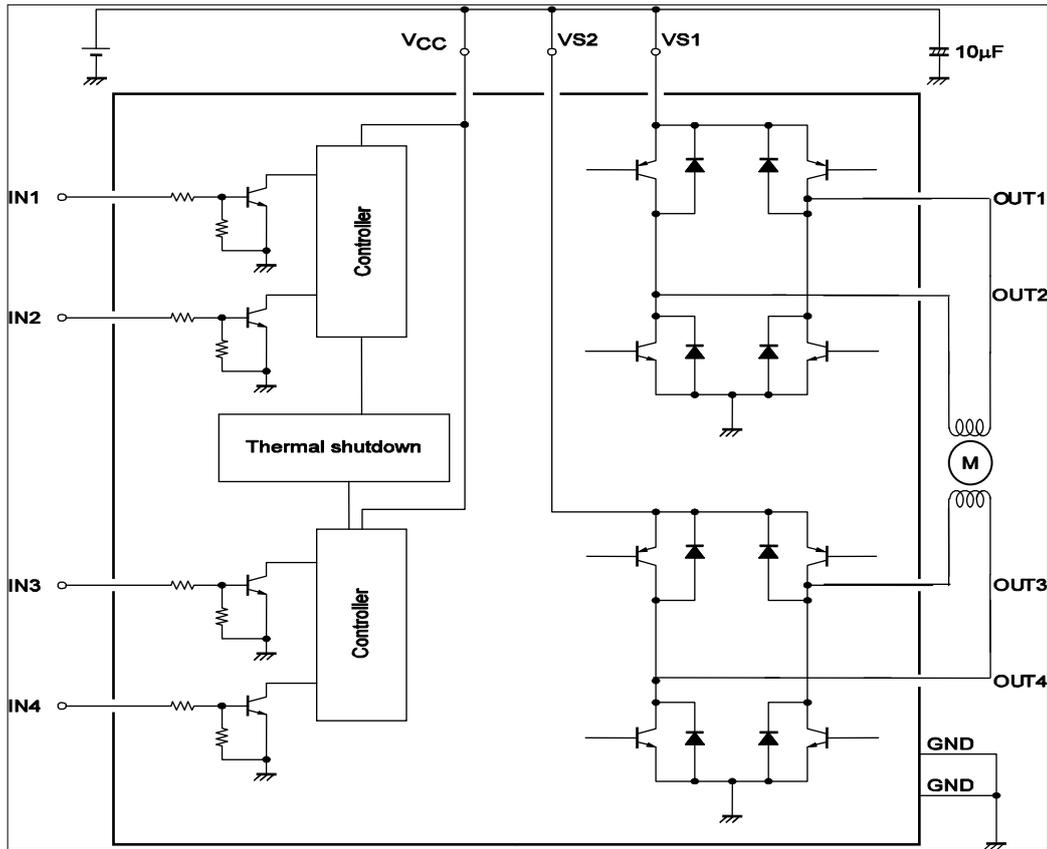 VCC
VS2
VS1
10μF
IN1
Controller
OUT1
IN2
OUT2
Thermal shutdown
M
IN3
Controller
OUT3
IN4
OUT4
GND
GND